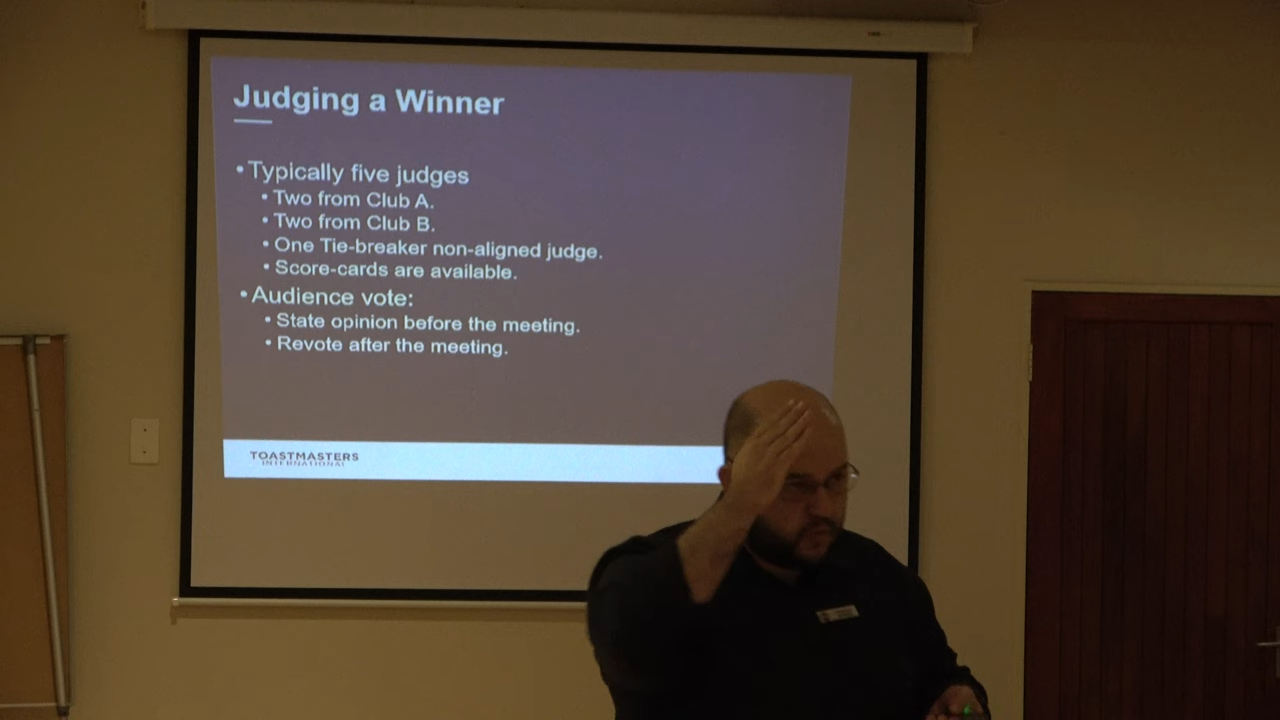 Judging a Winner
• Typically five judges
• Two from Club A.
• Two from Club B.
• One Tie-breaker non-aligned judge.
• Score-cards are available.
• Audience vote:
• State opinion before the meeting.
• Revote after the meeting.
TOASTMASTERS
INTERNATIONAL